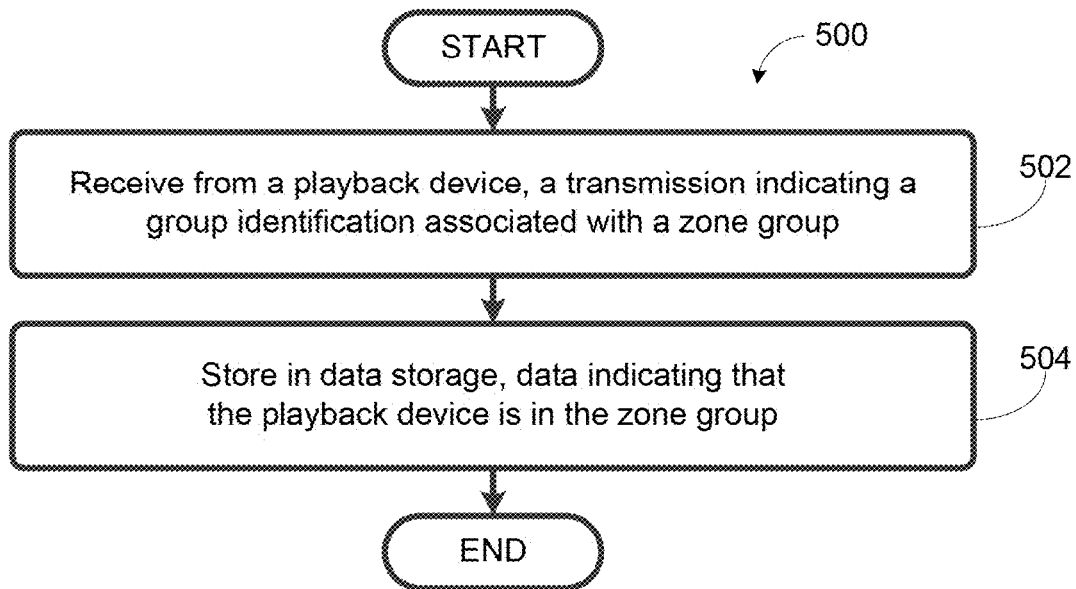 START
500
Receive from a playback device, a transmission indicating a
group identification associated with a zone group
502
Store in data storage, data indicating that
the playback device is in the zone group
504
END